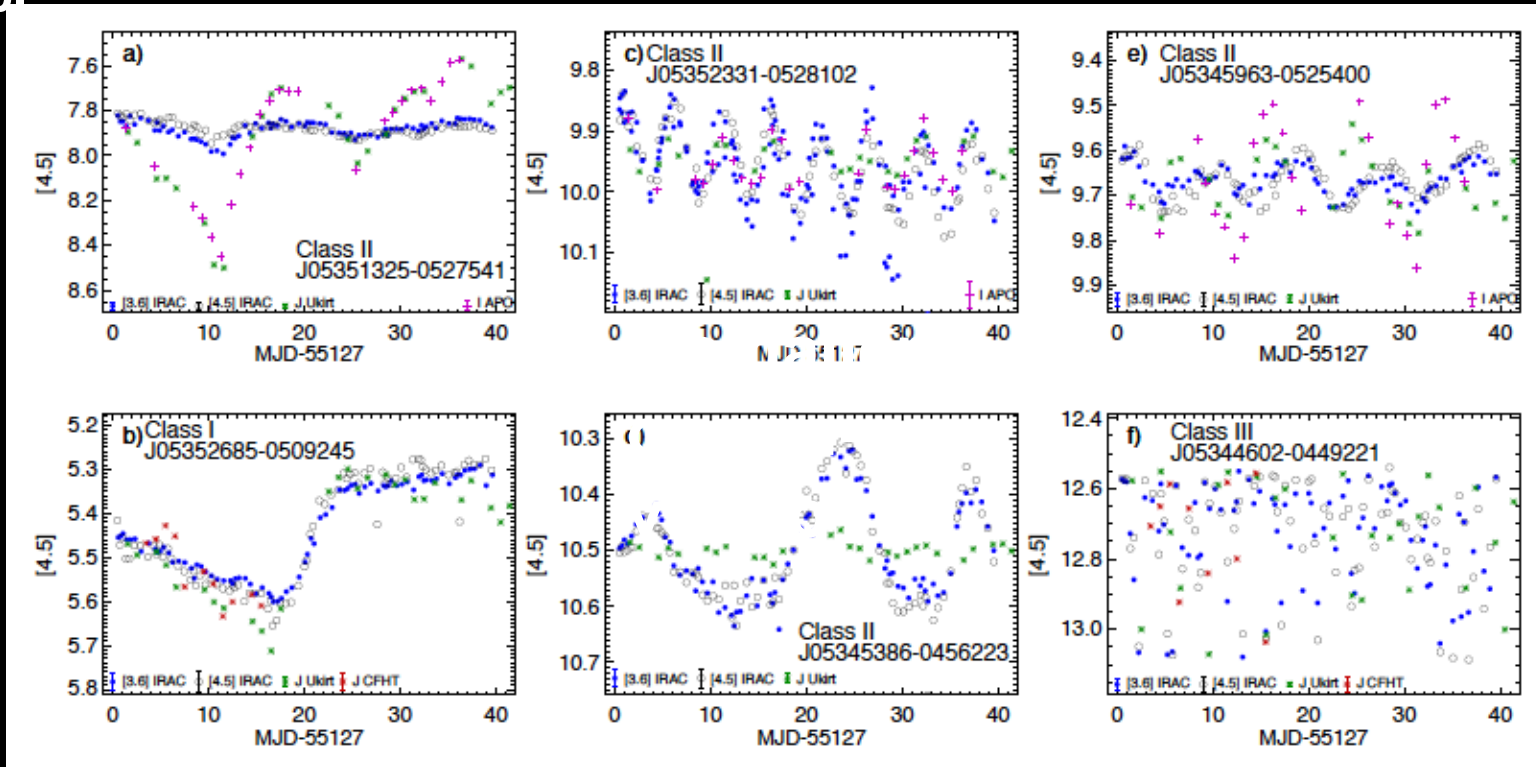 a)
Class II
J05351325-0527541
[3.6] IRAC [4.5] IRAC J Ukirt I APO
7.6
7.8
8.0
8.2
8.4
8.6
[4.5]
0 10 20 30 40
MJD-55127
c) Class II
J05352331-0528102
[3.6] IRAC [4.5] IRAC J Ukirt I APO
9.8
9.9
10.0
10.1
[4.5]
0 10 20 30 40
e) Class II
J05345963-0525400
[3.6] IRAC [4.5] IRAC J Ukirt I APO
9.4
9.5
9.6
9.7
9.8
9.9
[4.5]
0 10 20 30 40
MJD-55127
b) Class I
J05352685-0509245
[3.6] IRAC [4.5] IRAC J Ukirt J CFHT
5.2
5.3
5.4
5.5
5.6
5.7
5.8
[4.5]
0 10 20 30 40
MJD-55127
Class II
J05345386-0456223
[3.6] IRAC [4.5] IRAC J Ukirt
10.3
10.4
10.5
10.6
10.7
[4.5]
0 10 20 30 40
MJD-55127
f) Class III
J05344602-0449221
[3.6] IRAC [4.5] IRAC J Ukirt J CFHT
12.4
12.6
12.8
13.0
[4.5]
0 10 20 30 40
MJD-55127